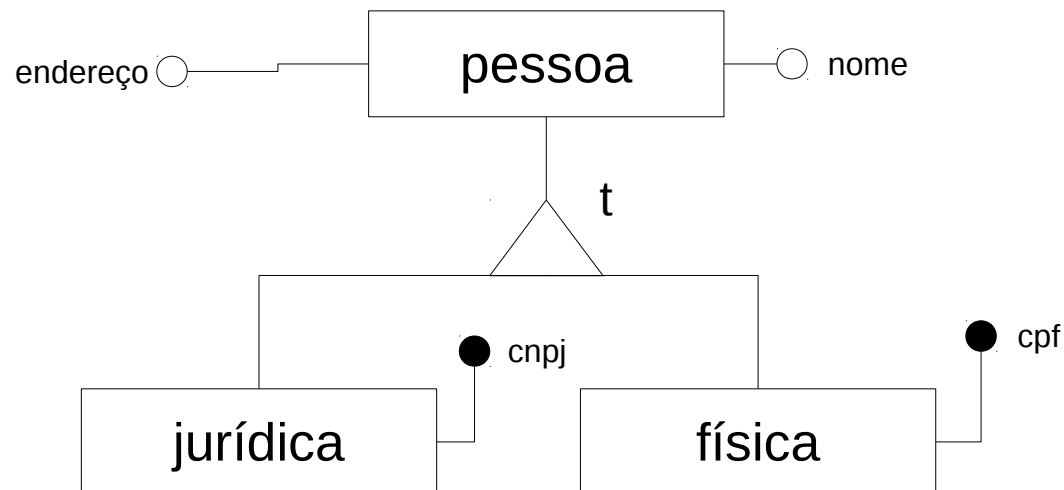 pessoa
endereço
nome
t
cnpj
cpf
jurídica
física